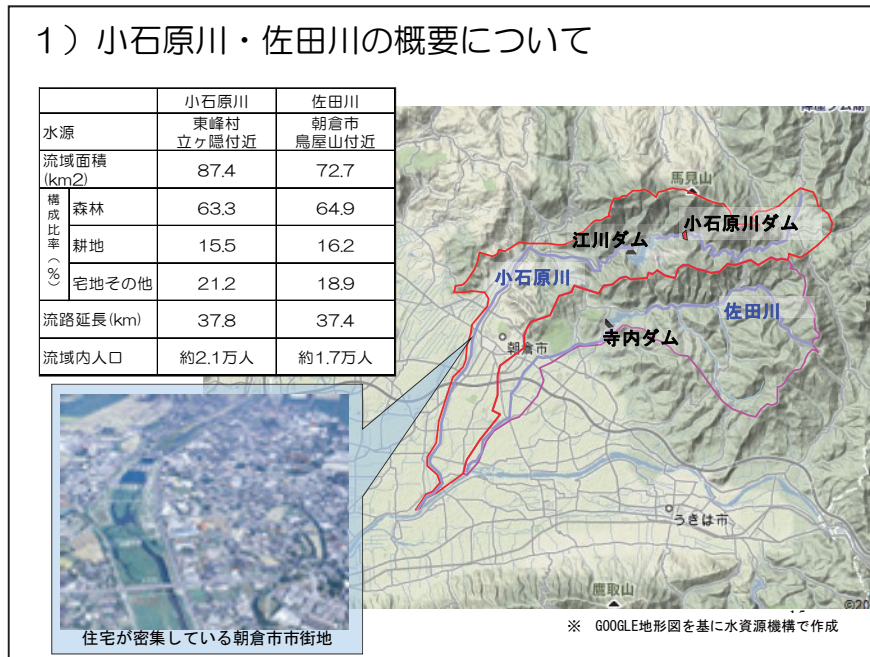 1）小石原川・佐田川の概要について
小石原川 佐田川
水源 東峰村 立ヶ隠付近 朝倉市 鳥屋山付近
流域面積 (km2) 87.4 72.7
構成比率（%）
森林 63.3 64.9
耕地 15.5 16.2
宅地その他 21.2 18.9
流路延長(km) 37.8 37.4
流域内人口 約2.1万人 約1.7万人
馬見山
小石原川ダム
江川ダム
小石原川
佐田川
寺内ダム
朝倉市
うきは市
鷹取山
©20
住宅が密集している朝倉市市街地
※ GOOGLE地形図を基に水資源機構で作成